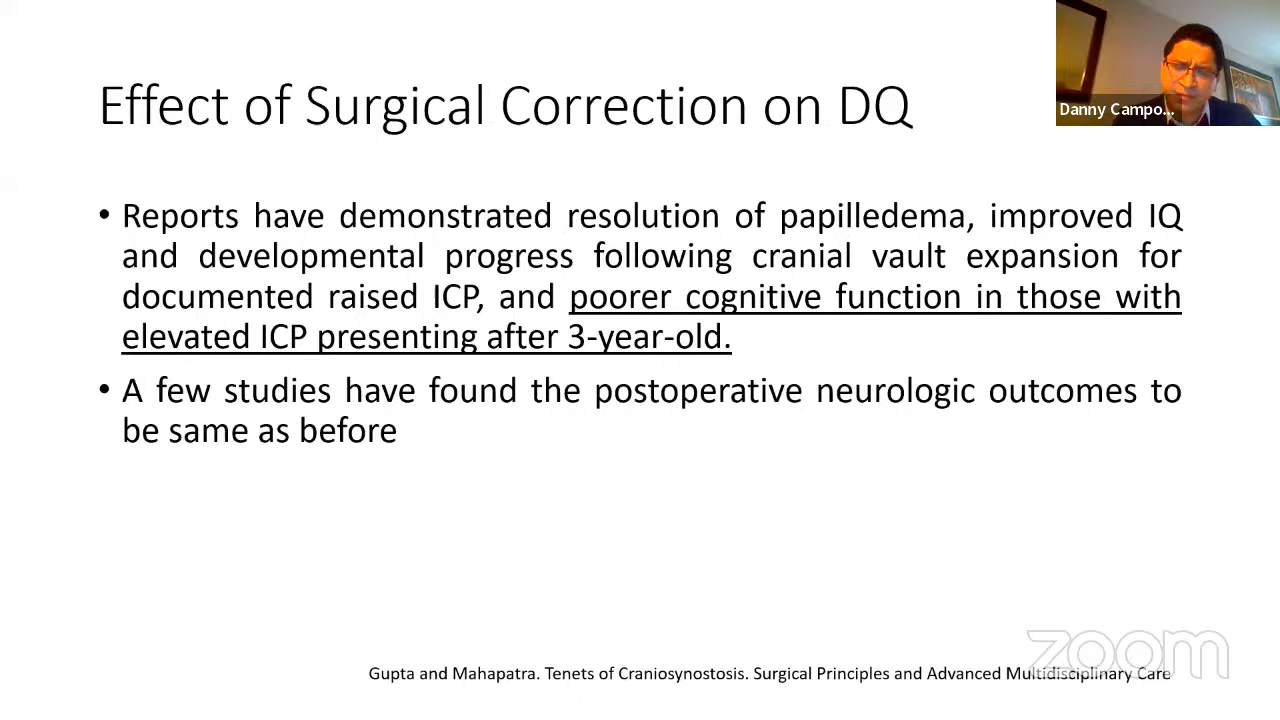 Effect of Surgical Correction on DQ
Danny Campo...
• Reports have demonstrated resolution of papilledema, improved IQ
and developmental progress following cranial vault expansion for
documented raised ICP, and poorer cognitive function in those with
elevated ICP presenting after 3-year-old.
• A few studies have found the postoperative neurologic outcomes to
be same as before
zoom
Gupta and Mahapatra. Tenets of Craniosynostosis. Surgical Principles and Advanced Multidisciplinary Care